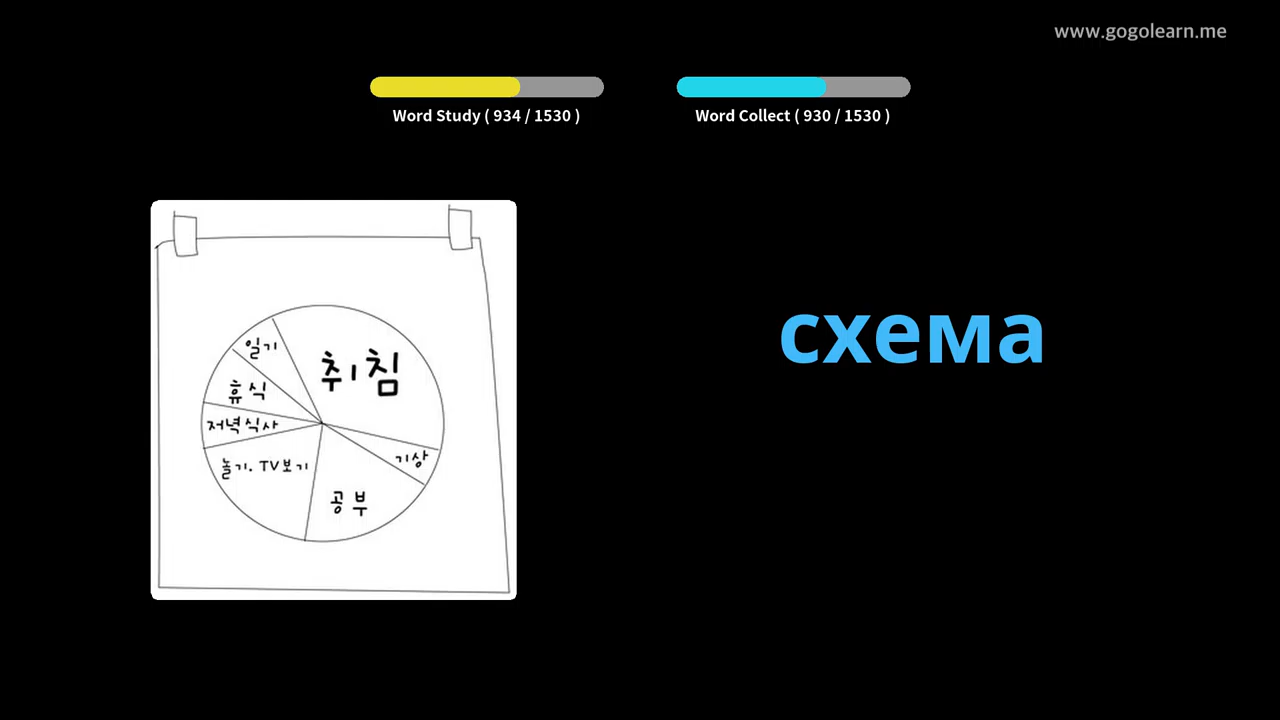 www.gogolearn.me
Word Study ( 934 / 1530 )
Word Collect ( 930 / 1530 )
схема
일기
취침
휴식
저녁식사
놀기. TV보기
기상
공부